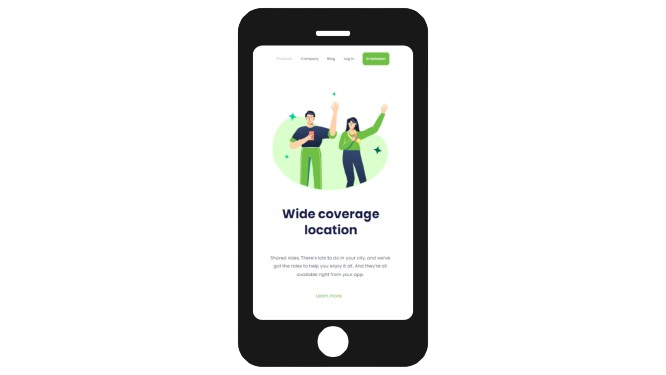 Products Company Blog Log In
Wide coverage
location
Shared rides. There's lots to do in your city, and we've
got the rides to help you enjoy it all. And they're all
available right from your app.
Learn more